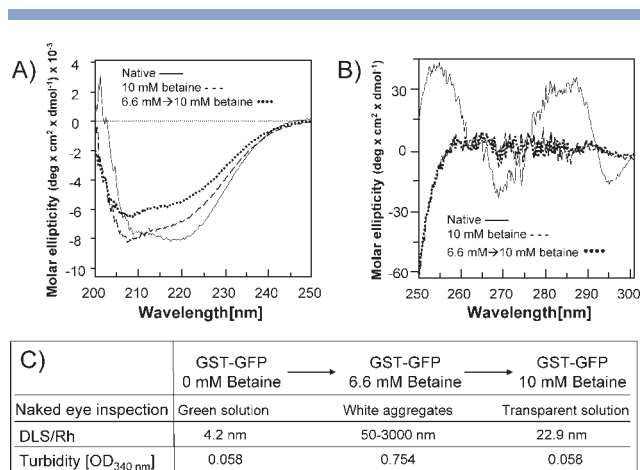 A)
Molar ellipticity (deg x cm² x dmol⁻¹) x 10⁻³
Native
10 mM betaine
6.6 mM→10 mM betaine
4
2
0
-2
-4
-6
-8
-10
200 210 220 230 240 250
Wavelength[nm]
B)
Molar ellipticity (deg x cm² x dmol⁻¹)
30
0
-30
-60
Native
10 mM betaine
6.6 mM→10 mM betaine
250 260 270 280 290 300
Wavelength[nm]
C)
GST-GFP → GST-GFP → GST-GFP
0 mM Betaine 6.6 mM Betaine 10 mM Betaine
Naked eye inspection Green solution White aggregates Transparent solution
DLS/Rh 4.2 nm 50-3000 nm 22.9 nm
Turbidity [OD340 nm] 0.058 0.754 0.058